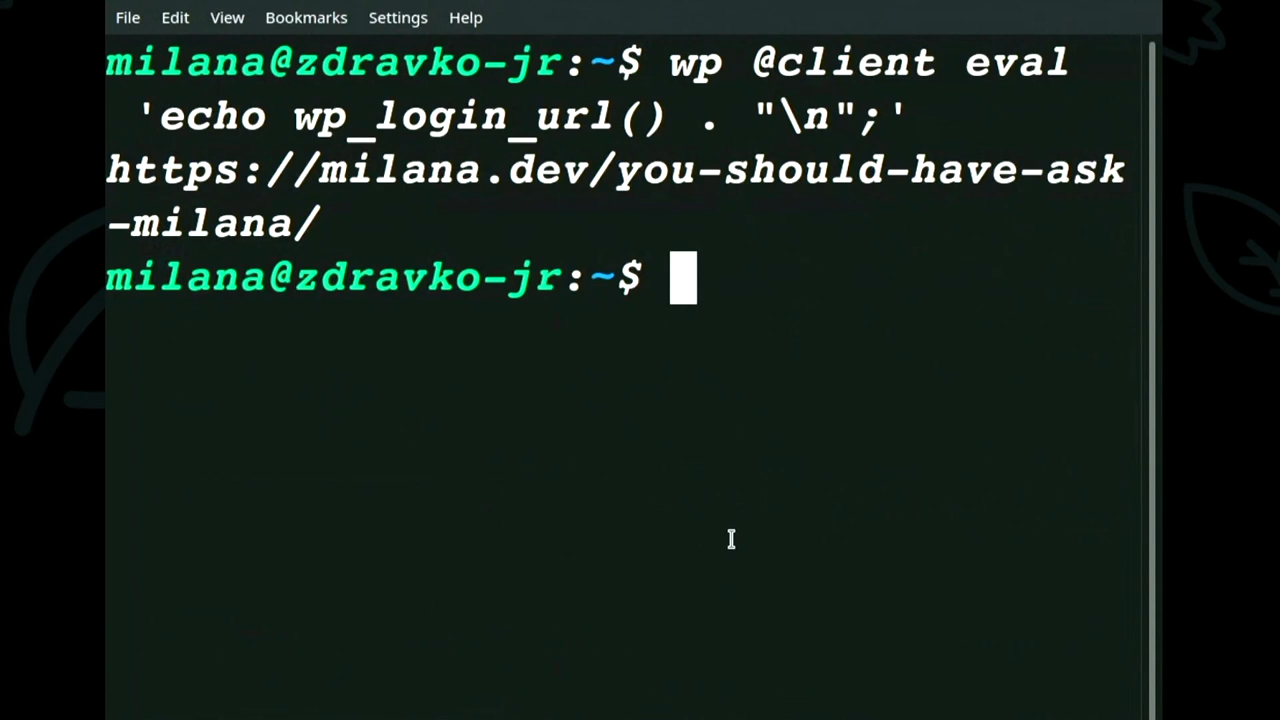 File Edit View Bookmarks Settings Help
milana@zdravko-jr:~$ wp @client eval
'echo wp_login_url() . "\n";'
https://milana.dev/you-should-have-ask
-milana/
milana@zdravko-jr:~$